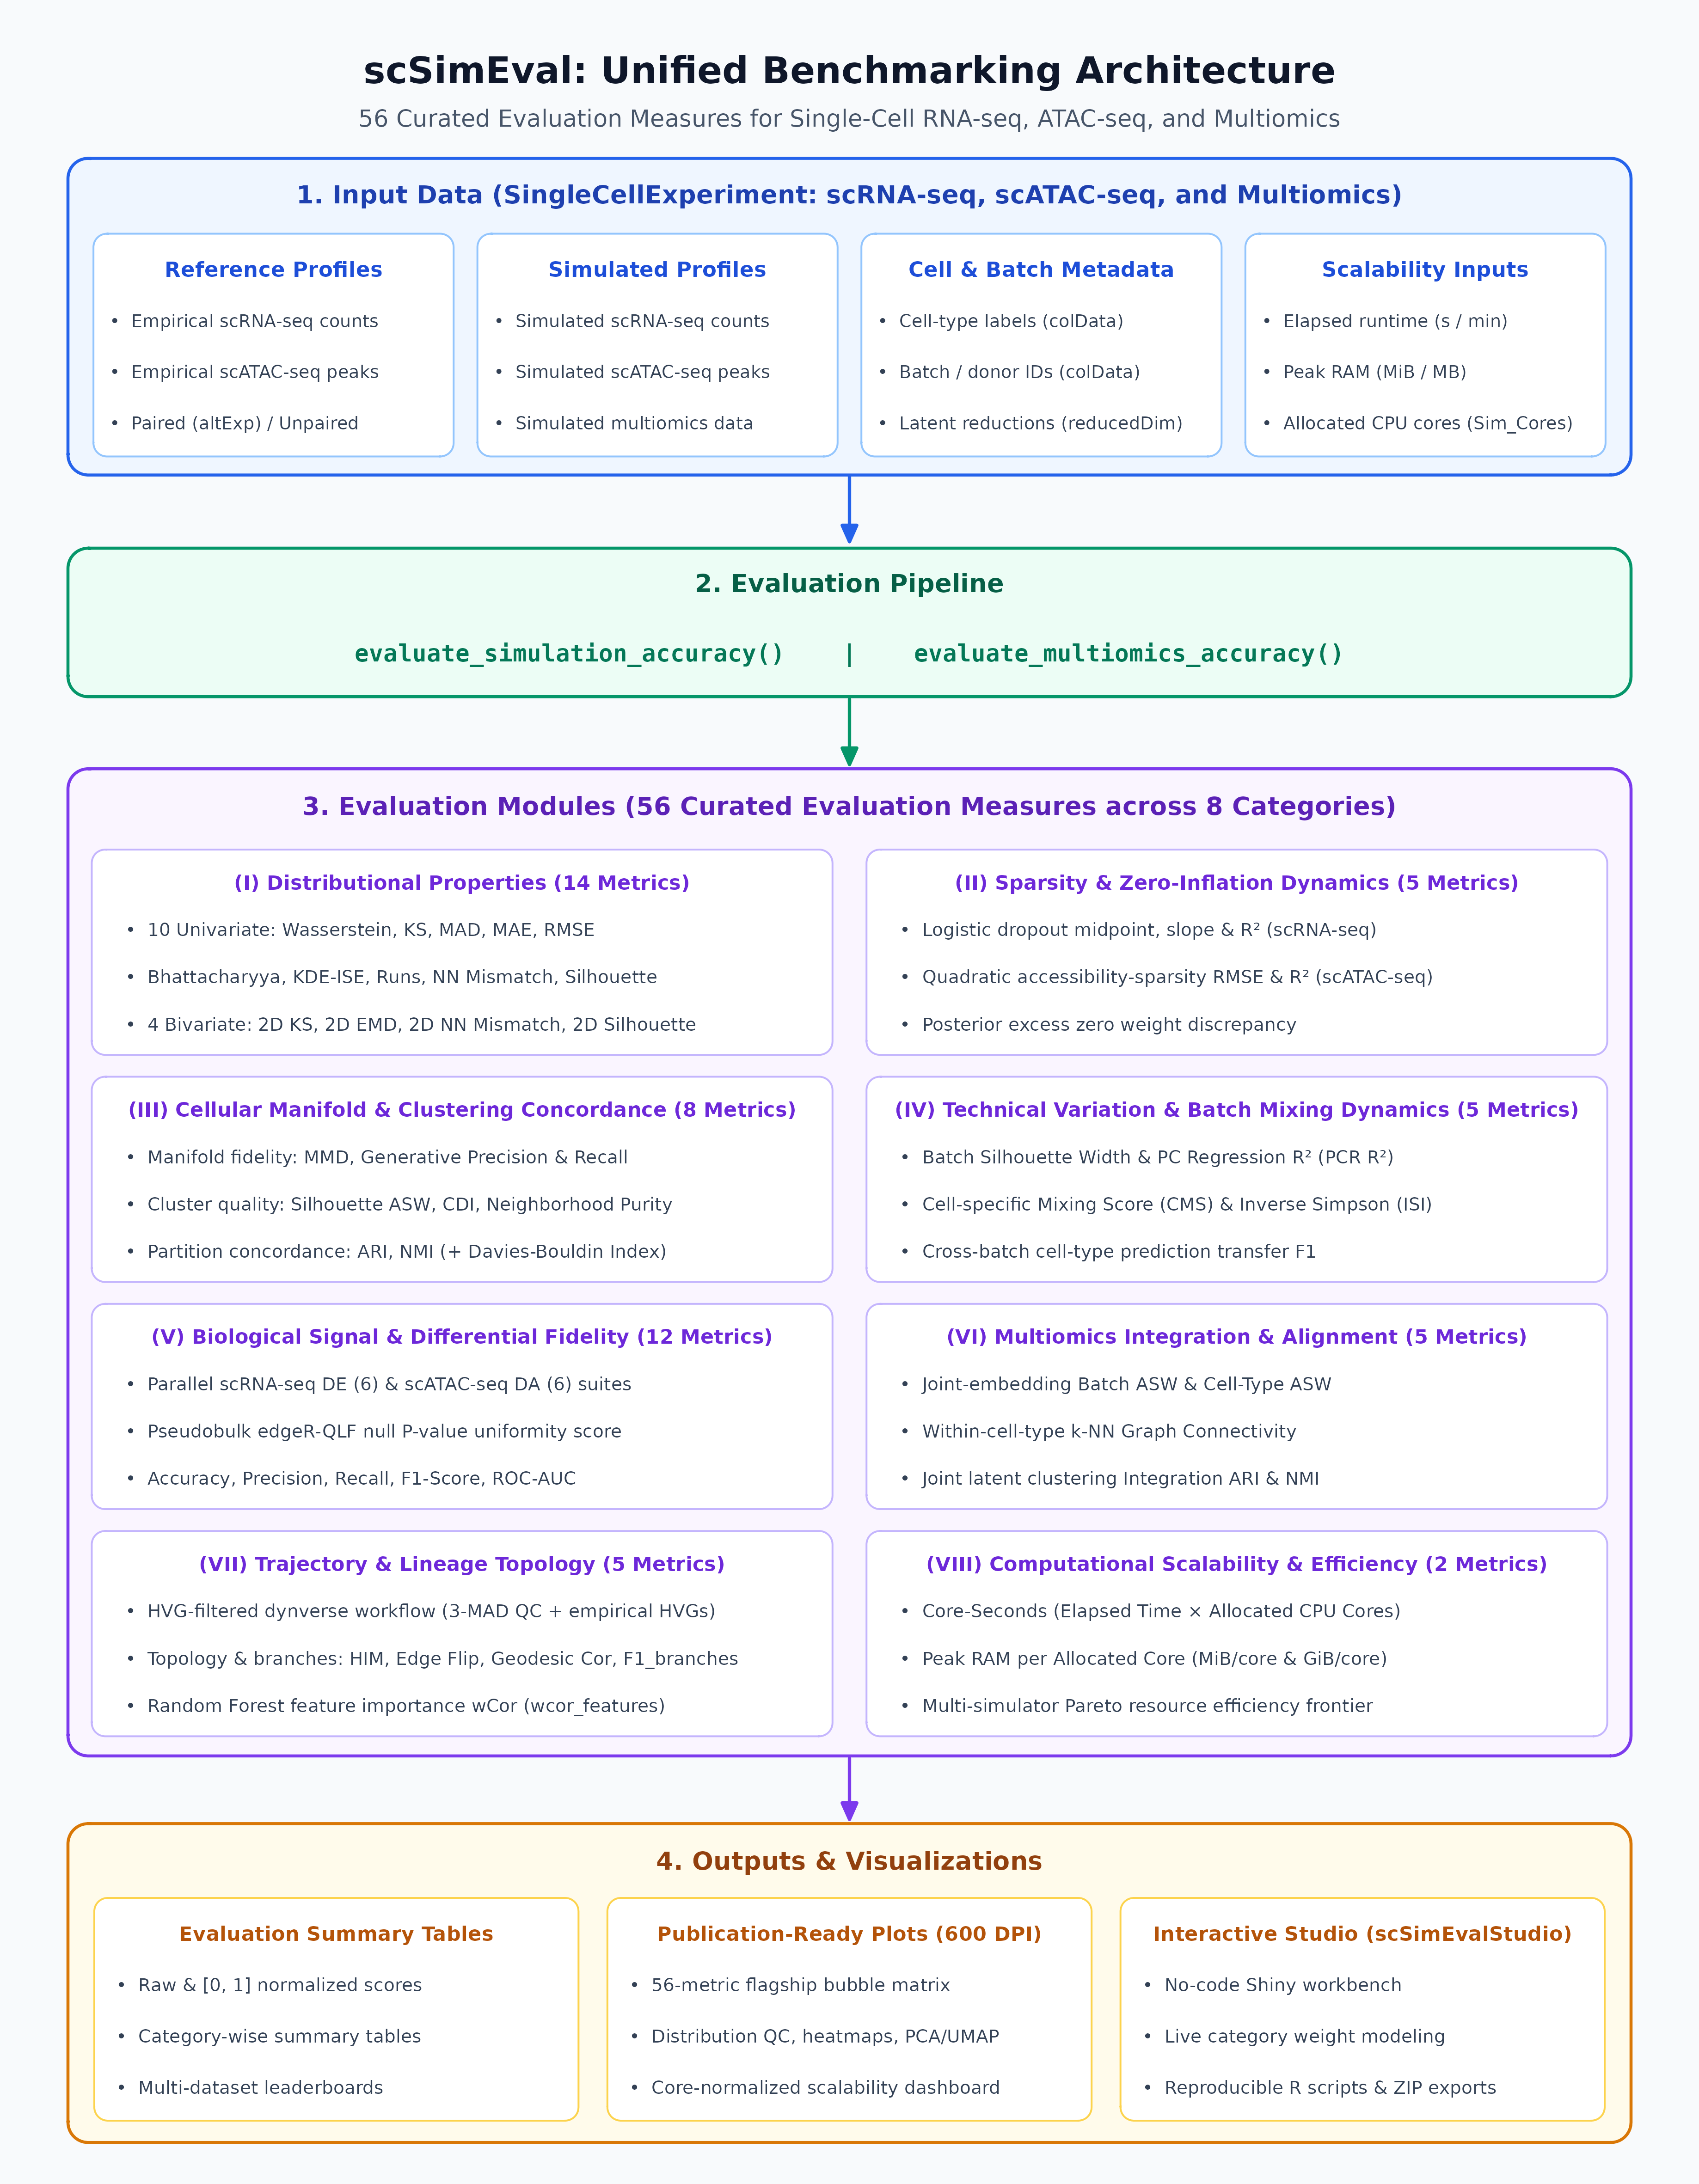 scSimEval: Unified Benchmarking Architecture
56 Curated Evaluation Measures for Single-Cell RNA-seq, ATAC-seq, and Multiomics
1. Input Data (SingleCellExperiment: scRNA-seq, scATAC-seq, and Multiomics)
Reference Profiles
• Empirical scRNA-seq counts
• Empirical scATAC-seq peaks
• Paired (altExp) / Unpaired
Simulated Profiles
• Simulated scRNA-seq counts
• Simulated scATAC-seq peaks
• Simulated multiomics data
Cell & Batch Metadata
• Cell-type labels (colData)
• Batch / donor IDs (colData)
• Latent reductions (reducedDim)
Scalability Inputs
• Elapsed runtime (s / min)
• Peak RAM (MiB / MB)
• Allocated CPU cores (Sim_Cores)
2. Evaluation Pipeline
evaluate_simulation_accuracy() | evaluate_multiomics_accuracy()
3. Evaluation Modules (56 Curated Evaluation Measures across 8 Categories)
(I) Distributional Properties (14 Metrics)
• 10 Univariate: Wasserstein, KS, MAD, MAE, RMSE
• Bhattacharyya, KDE-ISE, Runs, NN Mismatch, Silhouette
• 4 Bivariate: 2D KS, 2D EMD, 2D NN Mismatch, 2D Silhouette
(II) Sparsity & Zero-Inflation Dynamics (5 Metrics)
• Logistic dropout midpoint, slope & R² (scRNA-seq)
• Quadratic accessibility-sparsity RMSE & R² (scATAC-seq)
• Posterior excess zero weight discrepancy
(III) Cellular Manifold & Clustering Concordance (8 Metrics)
• Manifold fidelity: MMD, Generative Precision & Recall
• Cluster quality: Silhouette ASW, CDI, Neighborhood Purity
• Partition concordance: ARI, NMI (+ Davies-Bouldin Index)
(IV) Technical Variation & Batch Mixing Dynamics (5 Metrics)
• Batch Silhouette Width & PC Regression R² (PCR R²)
• Cell-specific Mixing Score (CMS) & Inverse Simpson (ISI)
• Cross-batch cell-type prediction transfer F1
(V) Biological Signal & Differential Fidelity (12 Metrics)
• Parallel scRNA-seq DE (6) & scATAC-seq DA (6) suites
• Pseudobulk edgeR-QLF null P-value uniformity score
• Accuracy, Precision, Recall, F1-Score, ROC-AUC
(VI) Multiomics Integration & Alignment (5 Metrics)
• Joint-embedding Batch ASW & Cell-Type ASW
• Within-cell-type k-NN Graph Connectivity
• Joint latent clustering Integration ARI & NMI
(VII) Trajectory & Lineage Topology (5 Metrics)
• HVG-filtered dynverse workflow (3-MAD QC + empirical HVGs)
• Topology & branches: HIM, Edge Flip, Geodesic Cor, F1_branches
• Random Forest feature importance wCor (wcor_features)
(VIII) Computational Scalability & Efficiency (2 Metrics)
• Core-Seconds (Elapsed Time × Allocated CPU Cores)
• Peak RAM per Allocated Core (MiB/core & GiB/core)
• Multi-simulator Pareto resource efficiency frontier
4. Outputs & Visualizations
Evaluation Summary Tables
• Raw & [0, 1] normalized scores
• Category-wise summary tables
• Multi-dataset leaderboards
Publication-Ready Plots (600 DPI)
• 56-metric flagship bubble matrix
• Distribution QC, heatmaps, PCA/UMAP
• Core-normalized scalability dashboard
Interactive Studio (scSimEvalStudio)
• No-code Shiny workbench
• Live category weight modeling
• Reproducible R scripts & ZIP exports